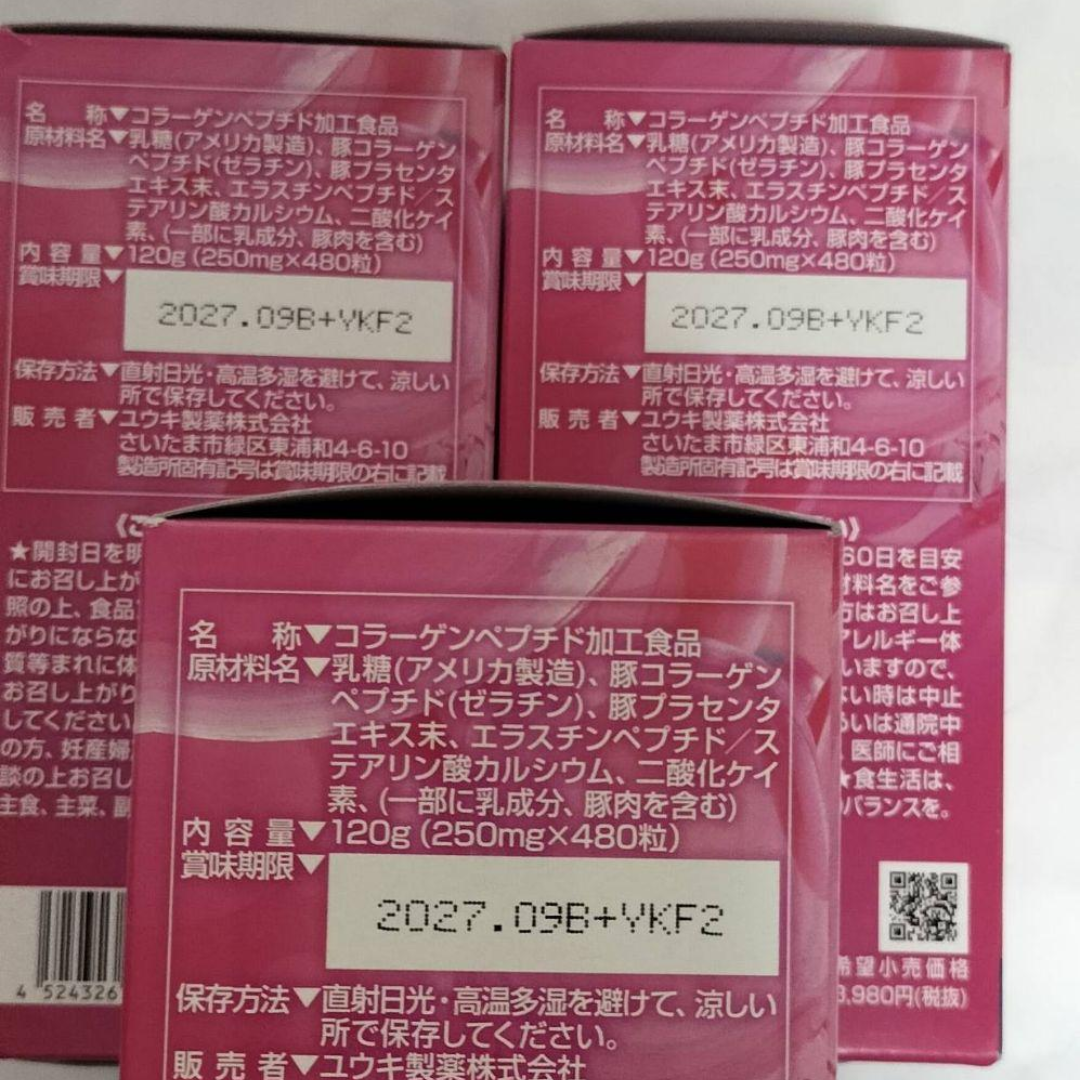 名 称▼コラーゲンペプチド加工食品
原材料名▼乳糖(アメリカ製造)、豚コラーゲン
ペプチド(ゼラチン)、豚プラセンタ
エキス末、エラスチンペプチド/ス
テアリン酸カルシウム、二酸化ケイ
素、(一部に乳成分、豚肉を含む)
内容量▼120g(250mg×480粒)
賞味期限▼
2027.09B+YKF2
保存方法▼直射日光・高温多湿を避けて、涼しい
所で保存してください。
販売者▼ユウキ製薬株式会社
さいたま市緑区東浦和4-6-10
製造所固有記号は賞味期限の右に記載
★開封日を明
にお召し上が
照の上、食品
がりにならな
質等まれに体
お召し上がり
してください
の方、妊産婦
談の上お召し
主食、主菜、副
4 524326
名 称▼コラーゲンペプチド加工食品
原材料名▼乳糖(アメリカ製造)、豚コラーゲン
ペプチド(ゼラチン)、豚プラセンタ
エキス末、エラスチンペプチド/ス
テアリン酸カルシウム、二酸化ケイ
素、(一部に乳成分、豚肉を含む)
内容量▼120g(250mg×480粒)
賞味期限▼
2027.09B+YKF2
保存方法▼直射日光・高温多湿を避けて、涼しい
所で保存してください。
販売者▼ユウキ製薬株式会社
さいたま市緑区東浦和4-6-10
製造所固有記号は賞味期限の右に記載
60日を目安
材料名をご参
方はお召し上
アレルギー体
いますので、
ない時は中止
るいは通院中
医師にご相
★食生活は、
バランスを。
希望小売価格
3,980円(税抜)
名 称▼コラーゲンペプチド加工食品
原材料名▼乳糖(アメリカ製造)、豚コラーゲン
ペプチド(ゼラチン)、豚プラセンタ
エキス末、エラスチンペプチド/ス
テアリン酸カルシウム、二酸化ケイ
素、(一部に乳成分、豚肉を含む)
内容量▼120g(250mg×480粒)
賞味期限▼
2027.09B+YKF2
保存方法▼直射日光・高温多湿を避けて、涼しい
所で保存してください。
販売者▼ユウキ製薬株式会社